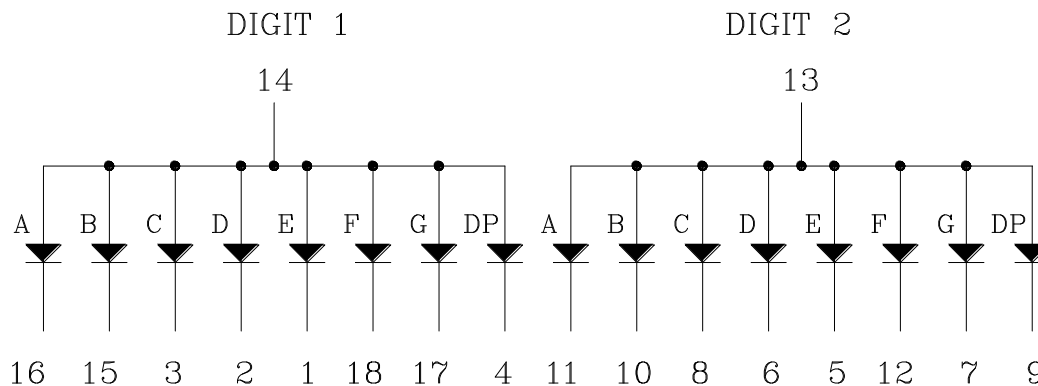 DIGIT 1 DIGIT 2
14 13
A B C D E F G DP A B C D E F G DP
16 15 3 2 1 18 17 4 11 10 8 6 5 12 7 9